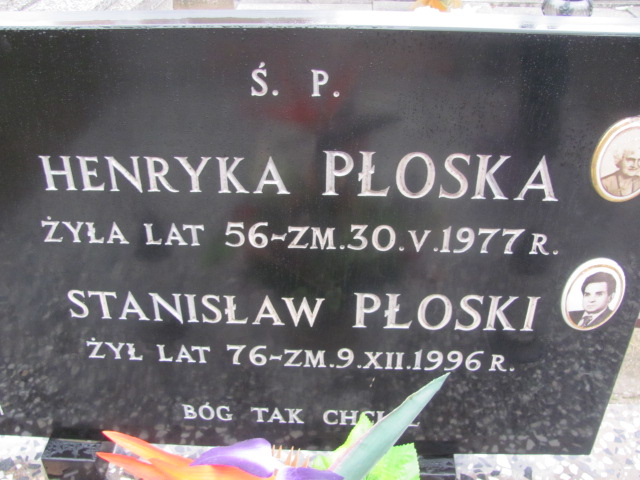 Ś. P.
HENRYKA PŁOSKA
ŻYŁA LAT 56-ZM.30.V.1977 R.
STANISŁAW PŁOSKI
ŻYŁ LAT 76-ZM.9.XII.1996 R.
BÓG TAK